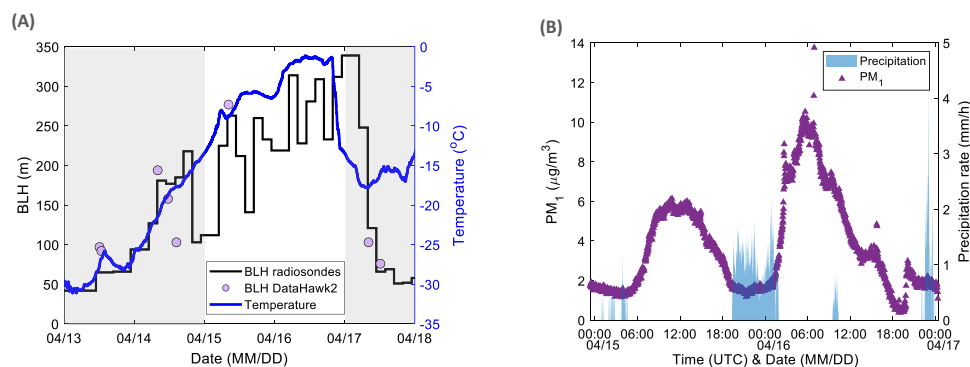 (A)
350
300
250
200
150
100
50
0
BLH (m)
0
-5
-10
-15
-20
-25
-30
-35
Temperature (°C)
BLH radiosondes
BLH DataHawk2
Temperature
04/13
04/14
04/15
04/16
04/17
04/18
Date (MM/DD)
(B)
14
12
10
8
6
4
2
0
PM1 (μg/m3)
5
4
3
2
1
0
Precipitation rate (mm/h)
Precipitation
PM1
00:00 06:00 12:00 18:00 00:00 06:00 12:00 18:00 00:00
04/15 04/16 04/17
Time (UTC) & Date (MM/DD)